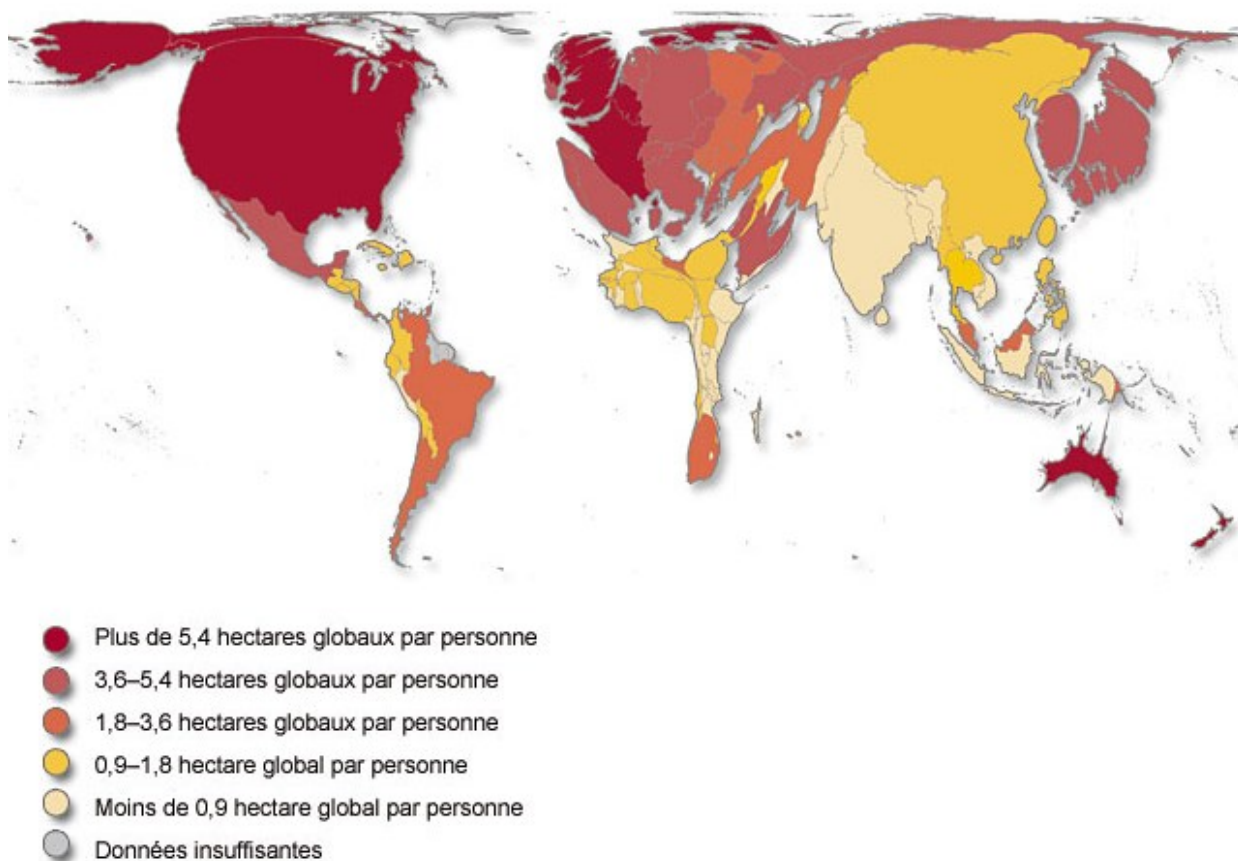 Plus de 5,4 hectares globaux par personne
3,6–5,4 hectares globaux par personne
1,8–3,6 hectares globaux par personne
0,9–1,8 hectare global par personne
Moins de 0,9 hectare global par personne
Données insuffisantes